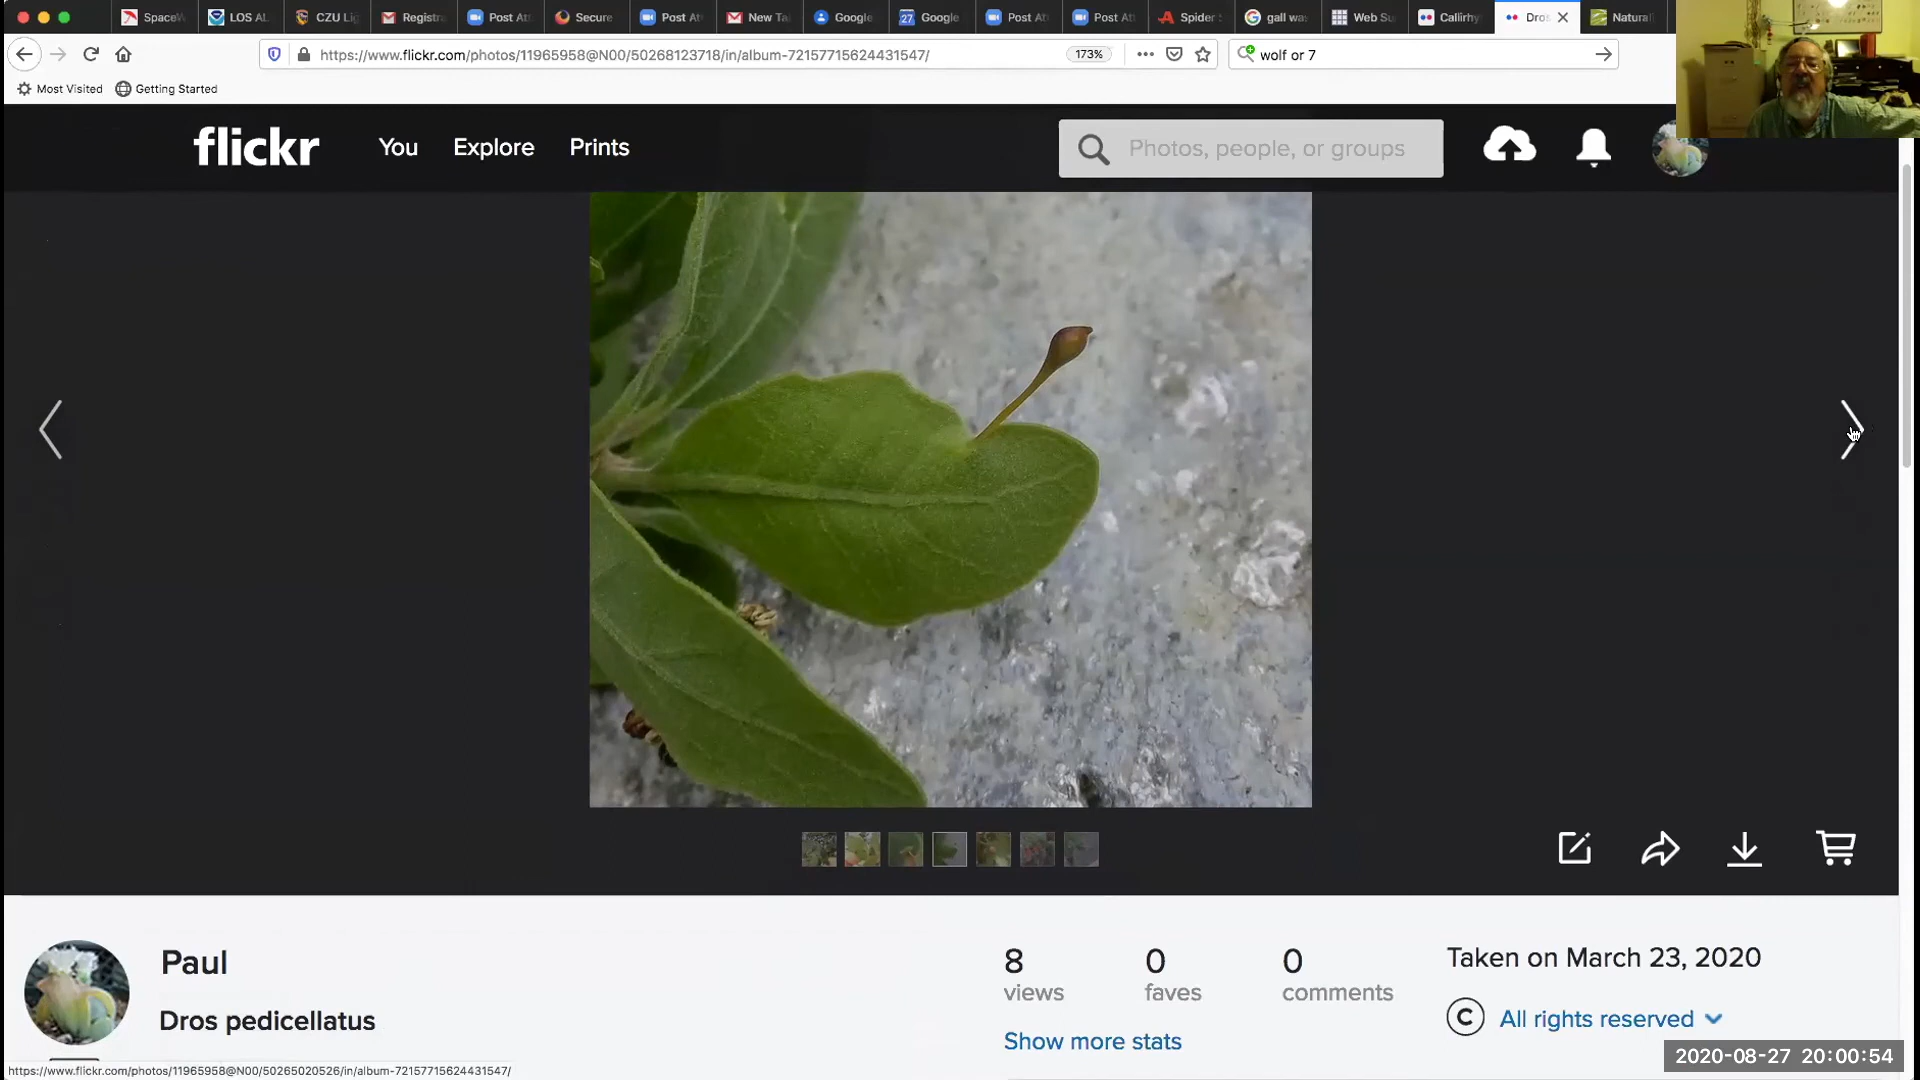 SpaceW
LOS AL
CZU Lig
Registra
Post Att
Secure
Post At
New Ta
Google
27
Google
Post At
Post At
Spider S
gall wa
Web Su
Callirhy
Dros
Natural
https://www.flickr.com/photos/11965958@N00/50268123718/in/album-72157715624431547/
173%
wolf or 7
Most Visited
Getting Started
flickr
You
Explore
Prints
Photos, people, or groups
Paul
Dros pedicellatus
8
views
0
faves
0
comments
Show more stats
Taken on March 23, 2020
All rights reserved
2020-08-27 20:00:54
https://www.flickr.com/photos/11965958@N00/50265020526/in/album-72157715624431547/